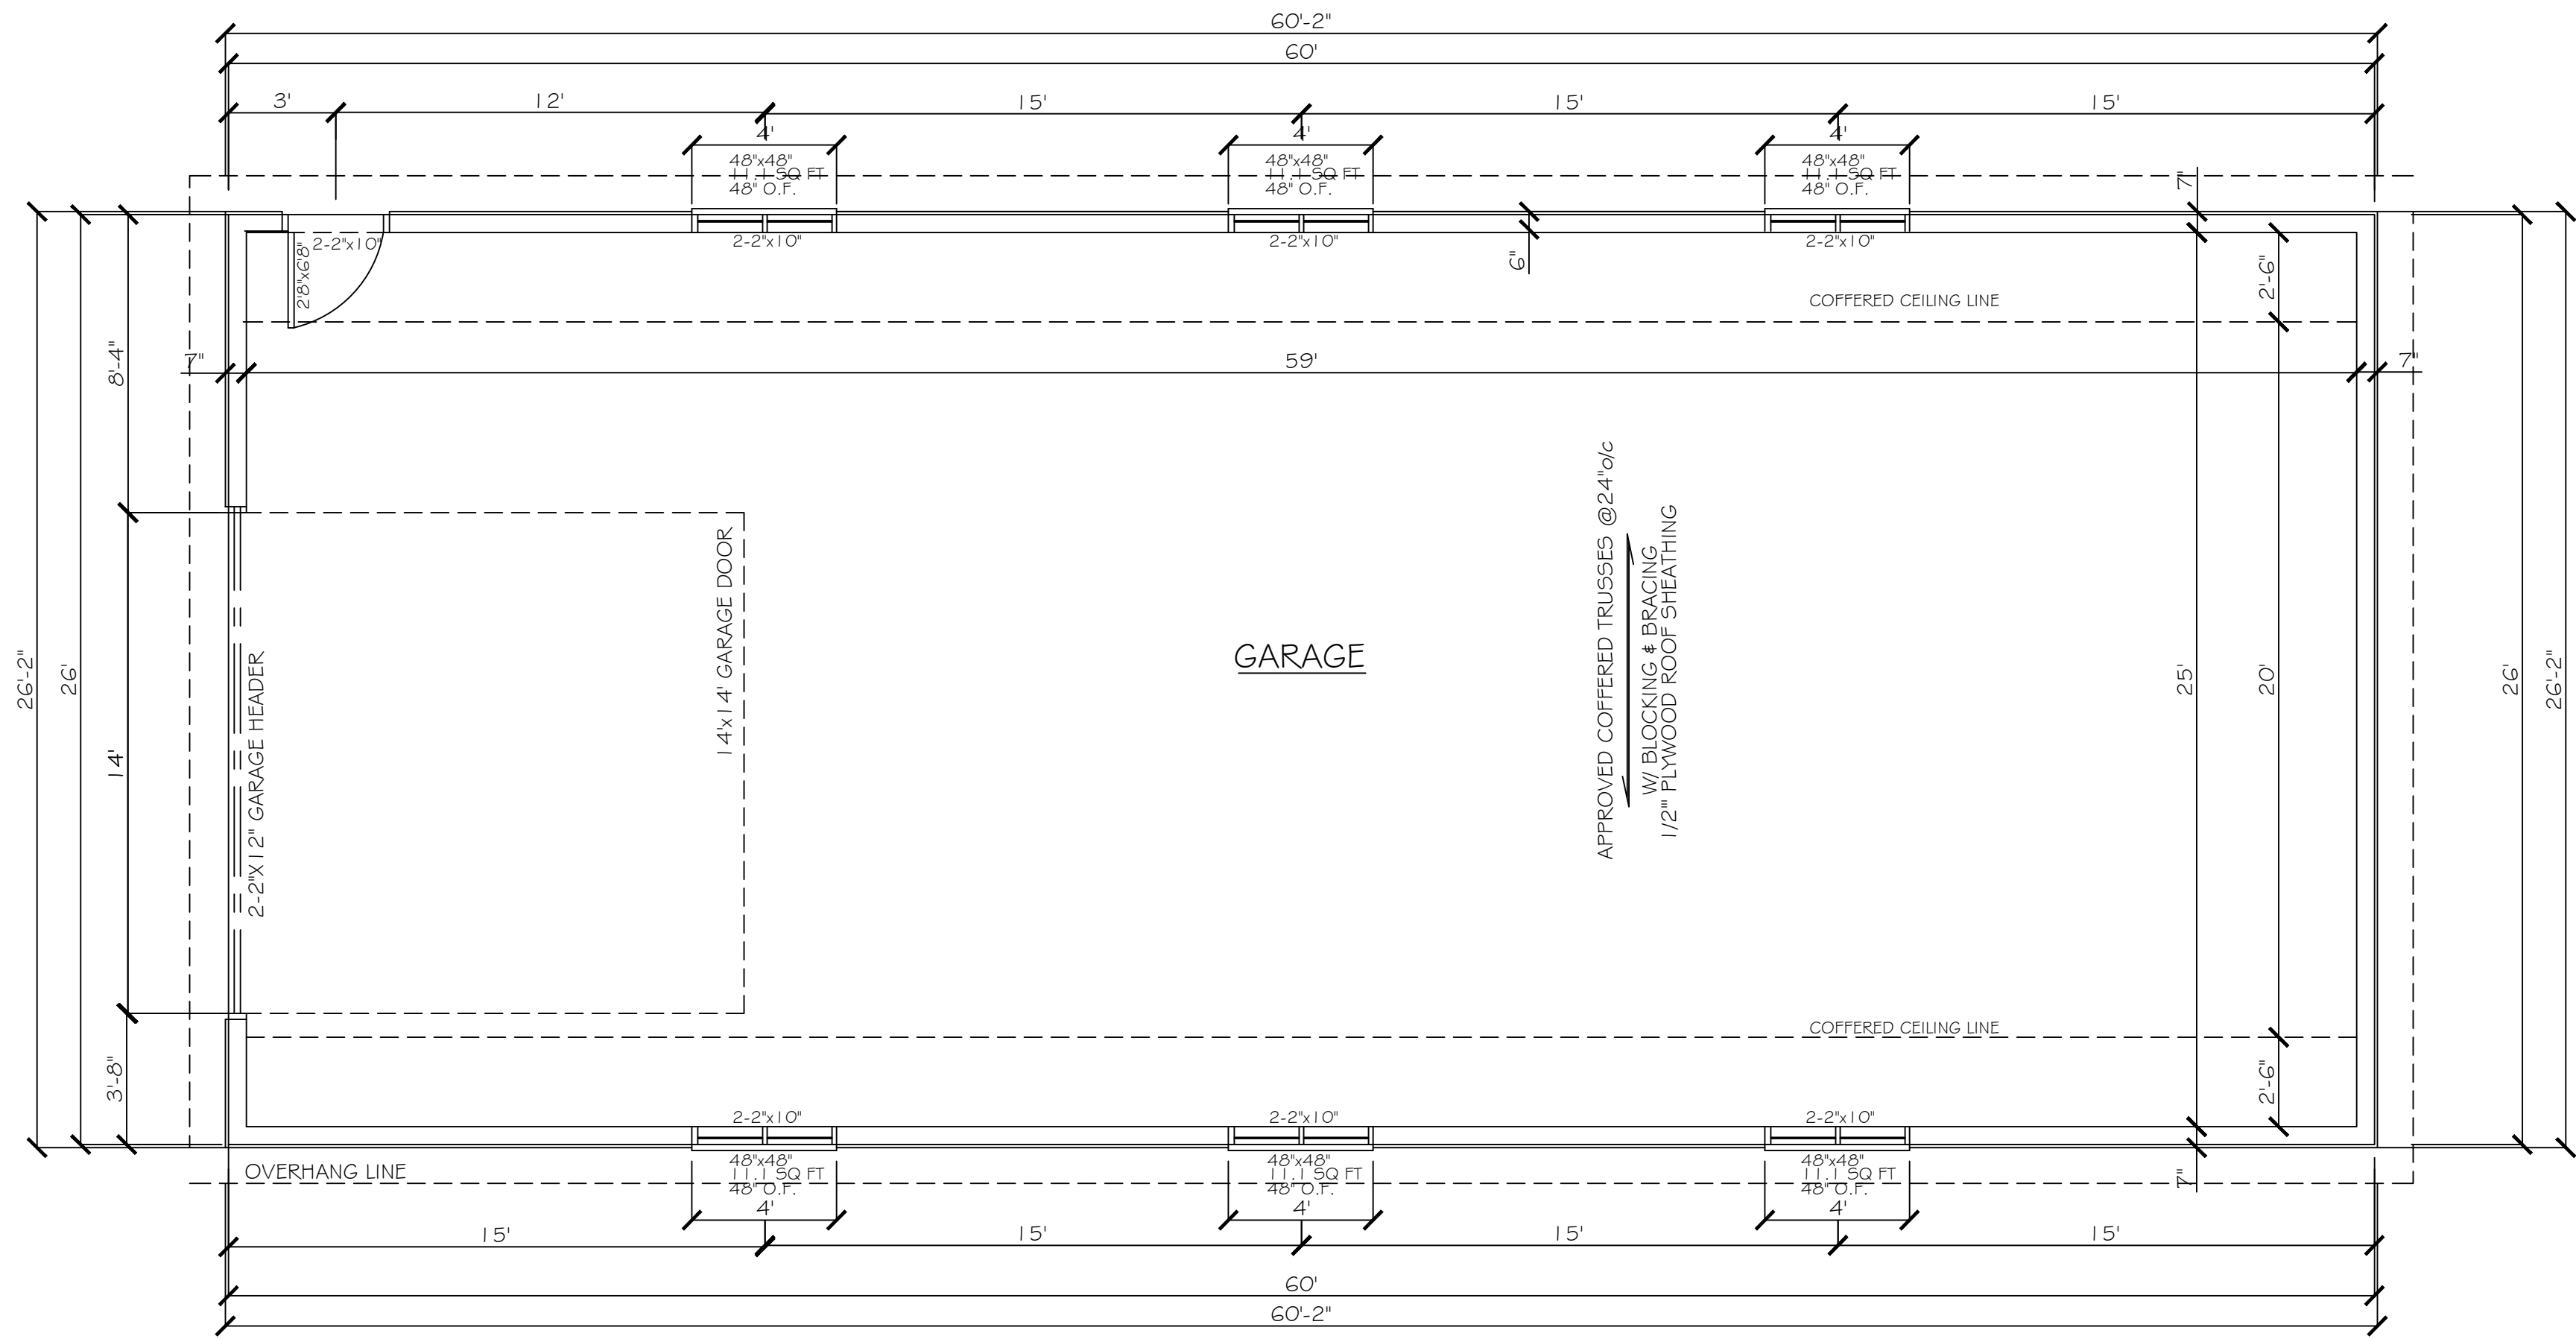 60'-2"
60'
3'
12'
15'
15'
15'
4'
4'
4'
48"x48"
11.1 SQ FT
48" O.F.
48"x48"
11.1 SQ FT
48" O.F.
48"x48"
11.1 SQ FT
48" O.F.
7"
2-2"x10"
2'8"x6'8"
2-2"x10"
2-2"x10"
2-2"x10"
6"
2'-6"
COFFERED CEILING LINE
8'-4"
7"
59'
7"
26'-2"
26'
14'
2-2"X12" GARAGE HEADER
14'x14' GARAGE DOOR
GARAGE
APPROVED COFFERED TRUSSES @24"o/c
W/ BLOCKING & BRACING
1/2"' PLYWOOD ROOF SHEATHING
25'
20'
26'
26'-2"
COFFERED CEILING LINE
3'-8"
2'-6"
2-2"x10"
2-2"x10"
2-2"x10"
OVERHANG LINE
48"x48"
11.1 SQ FT
48" O.F.
48"x48"
11.1 SQ FT
48" O.F.
48"x48"
11.1 SQ FT
48" O.F.
7"
4'
4'
4'
15'
15'
15'
15'
60'
60'-2"